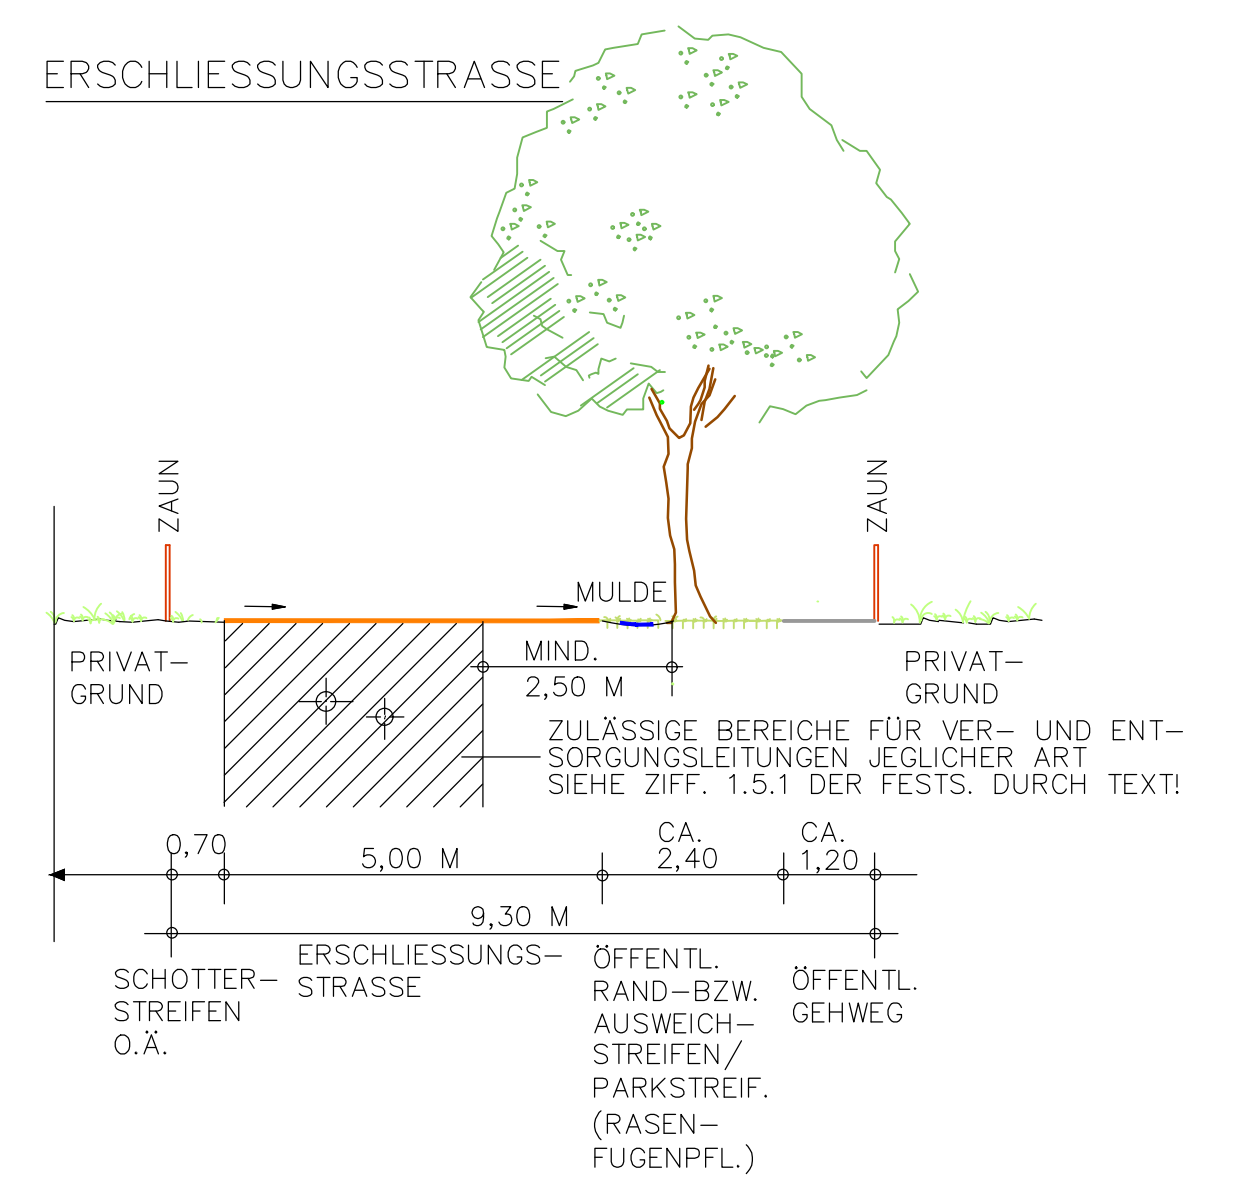 ERSCHLIESSUNGSSTRASSE
ZAUN
ZAUN
MULDE
PRIVAT-
GRUND
MIND.
2,50 M
PRIVAT-
GRUND
ZULÄSSIGE BEREICHE FÜR VER- UND ENT-
SORGUNGSLEITUNGEN JEGLICHER ART
SIEHE ZIFF. 1.5.1 DER FESTS. DURCH TEXT!
0,70
5,00 M
CA.
2,40
CA.
1,20
9,30 M
SCHOTTER-
STREIFEN
O.Ä.
ERSCHLIESSUNGS-
STRASSE
ÖFFENTL.
RAND-BZW.
AUSWEICH-
STREIFEN/
PARKSTREIF.
(RASEN-
FUGENPFL.)
ÖFFENTL.
GEHWEG